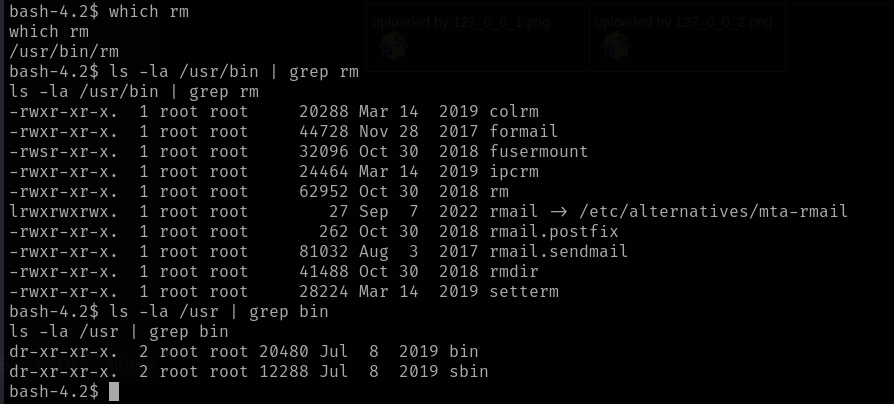 bash-4.2$ which rm
which rm
/usr/bin/rm
bash-4.2$ ls -la /usr/bin | grep rm
ls -la /usr/bin | grep rm
-rwxr-xr-x.  1 root root     20288 Mar 14  2019 colrm
-rwxr-xr-x.  1 root root     44728 Nov 28  2017 formail
-rwsr-xr-x.  1 root root     32096 Oct 30  2018 fusermount
-rwxr-xr-x.  1 root root     24464 Mar 14  2019 ipcrm
-rwxr-xr-x.  1 root root     62952 Oct 30  2018 rm
lrwxrwxrwx.  1 root root        27 Sep  7  2022 rmail -> /etc/alternatives/mta-rmail
-rwxr-xr-x.  1 root root       262 Oct 30  2018 rmail.postfix
-rwxr-xr-x.  1 root root     81032 Aug  3  2017 rmail.sendmail
-rwxr-xr-x.  1 root root     41488 Oct 30  2018 rmdir
-rwxr-xr-x.  1 root root     28224 Mar 14  2019 setterm
bash-4.2$ ls -la /usr | grep bin
ls -la /usr | grep bin
dr-xr-xr-x.  2 root root 20480 Jul  8  2019 bin
dr-xr-xr-x.  2 root root 12288 Jul  8  2019 sbin
bash-4.2$
uploaded by 127_0_0_1.png
uploaded by 127_0_0_2.png